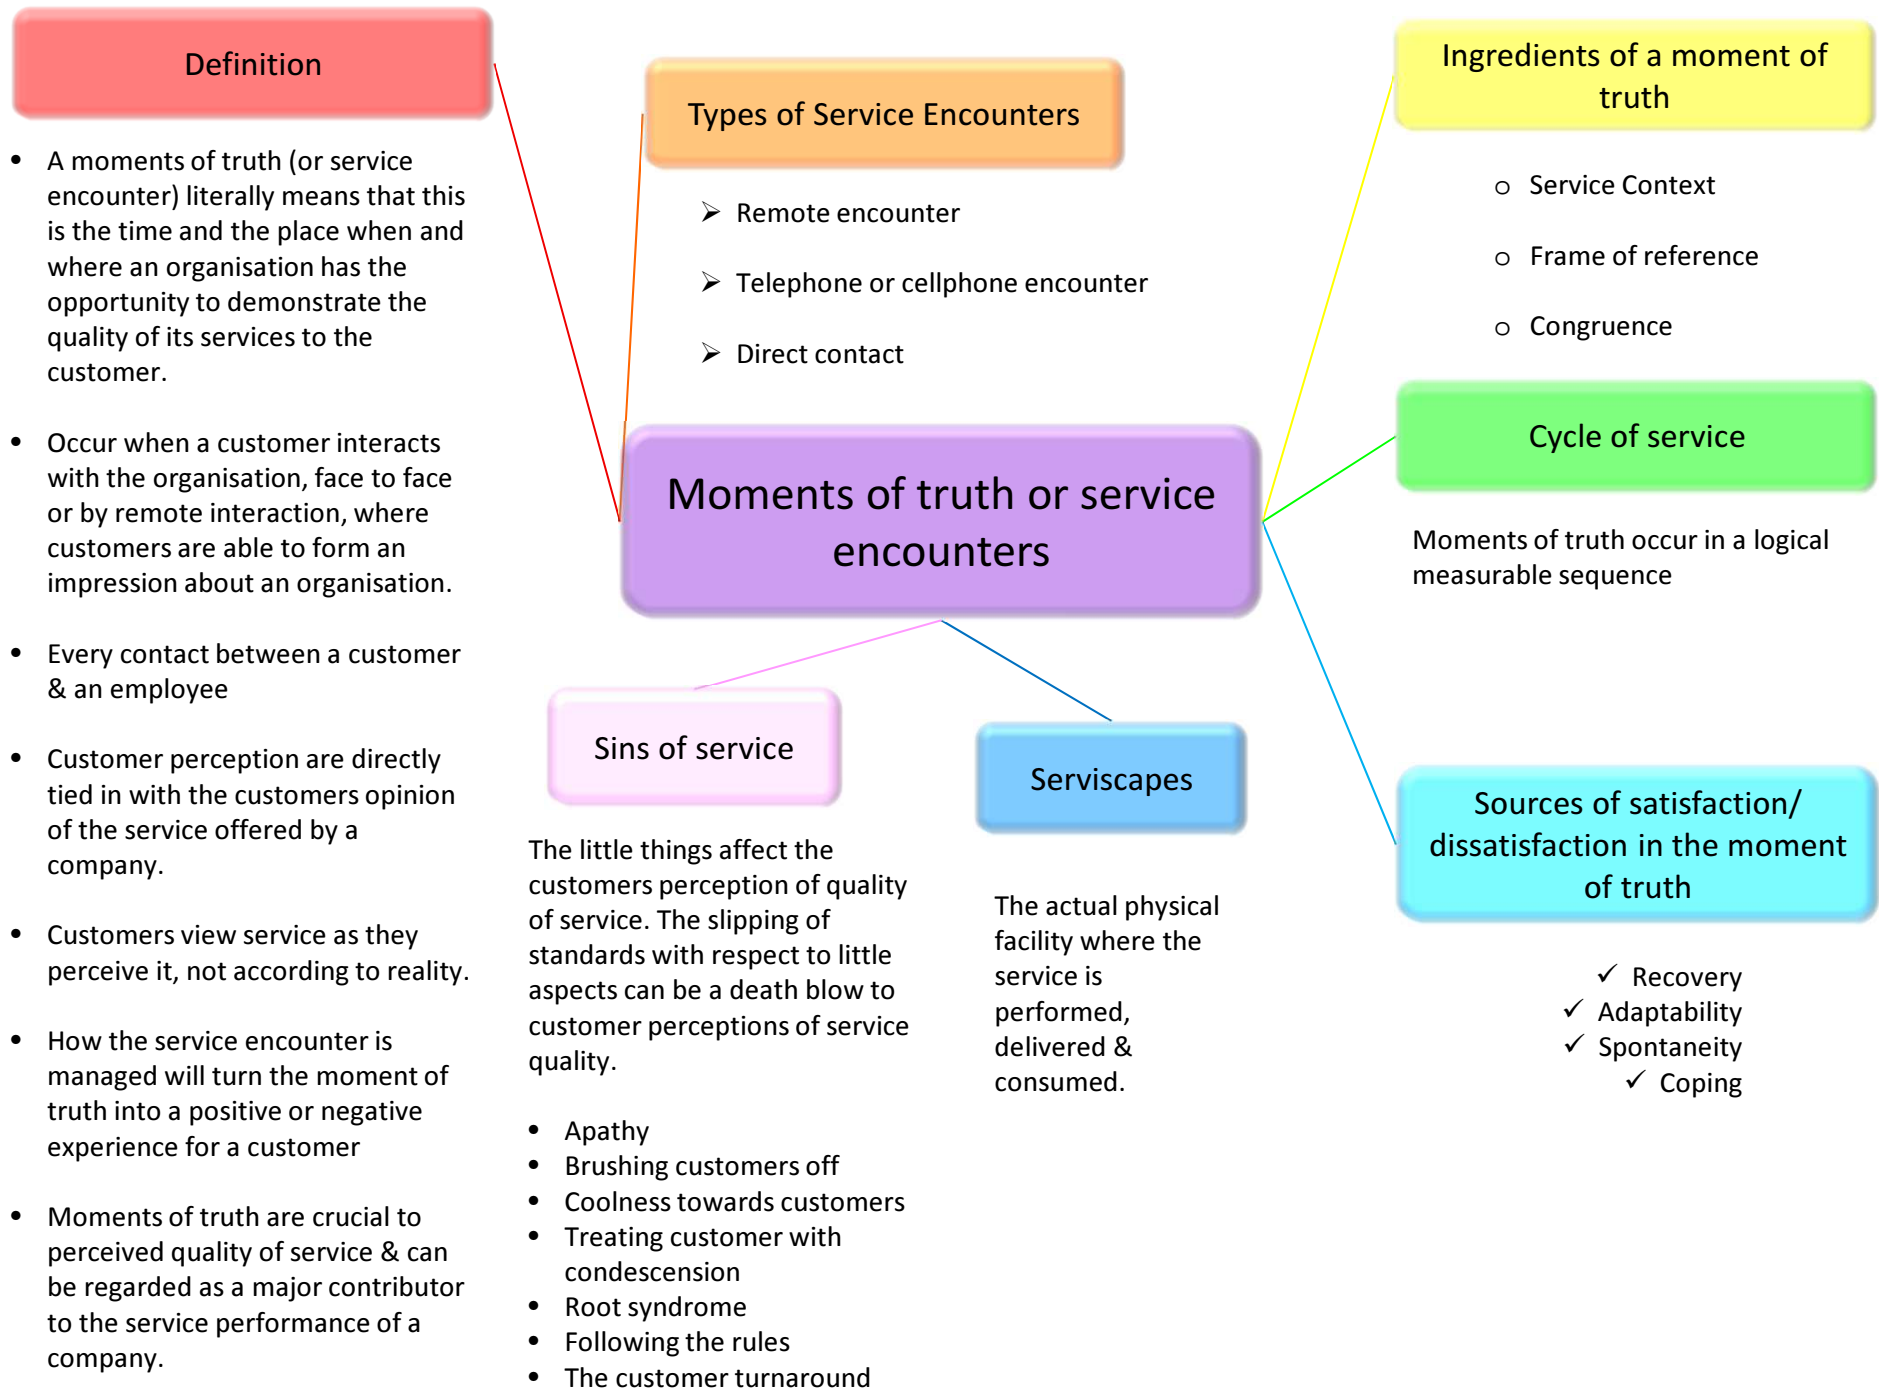 Definition
• A moments of truth (or service
encounter) literally means that this
is the time and the place when and
where an organisation has the
opportunity to demonstrate the
quality of its services to the
customer.
• Occur when a customer interacts
with the organisation, face to face
or by remote interaction, where
customers are able to form an
impression about an organisation.
• Every contact between a customer
& an employee
• Customer perception are directly
tied in with the customers opinion
of the service offered by a
company.
• Customers view service as they
perceive it, not according to reality.
• How the service encounter is
managed will turn the moment of
truth into a positive or negative
experience for a customer
• Moments of truth are crucial to
perceived quality of service & can
be regarded as a major contributor
to the service performance of a
company.
Types of Service Encounters
➢ Remote encounter
➢ Telephone or cellphone encounter
➢ Direct contact
Moments of truth or service
encounters
Sins of service
The little things affect the
customers perception of quality
of service. The slipping of
standards with respect to little
aspects can be a death blow to
customer perceptions of service
quality.
• Apathy
• Brushing customers off
• Coolness towards customers
• Treating customer with
condescension
• Root syndrome
• Following the rules
• The customer turnaround
Serviscapes
The actual physical
facility where the
service is
performed,
delivered &
consumed.
Ingredients of a moment of
truth
o Service Context
o Frame of reference
o Congruence
Cycle of service
Moments of truth occur in a logical
measurable sequence
Sources of satisfaction/
dissatisfaction in the moment
of truth
✓ Recovery
✓ Adaptability
✓ Spontaneity
✓ Coping